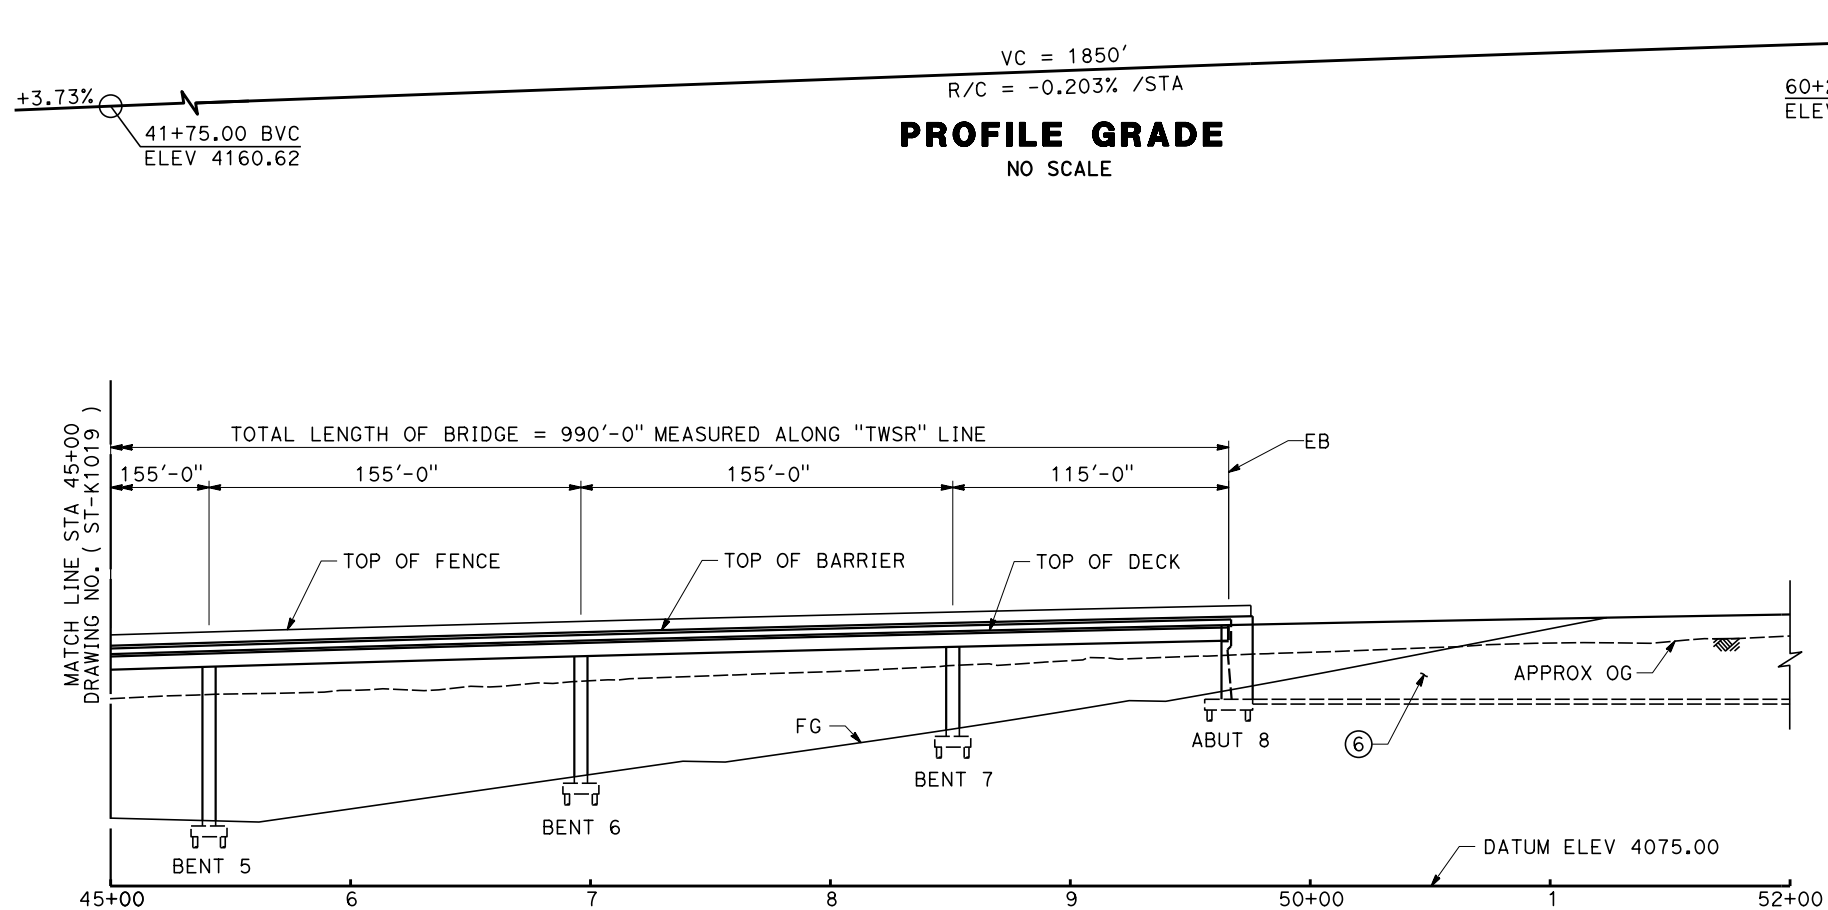 VC = 1850'
R/C = -0.203% /STA
+3.73%
41+75.00 BVC
ELEV 4160.62
PROFILE GRADE
NO SCALE
60+2
ELEV
MATCH LINE STA 45+00
DRAWING NO. ( ST-K1019 )
TOTAL LENGTH OF BRIDGE = 990'-0" MEASURED ALONG "TWSR" LINE
EB
155'-0"
155'-0"
155'-0"
115'-0"
TOP OF FENCE
TOP OF BARRIER
TOP OF DECK
APPROX OG
FG
ABUT 8
6
BENT 7
BENT 6
BENT 5
DATUM ELEV 4075.00
45+00 6 7 8 9 50+00 1 52+00